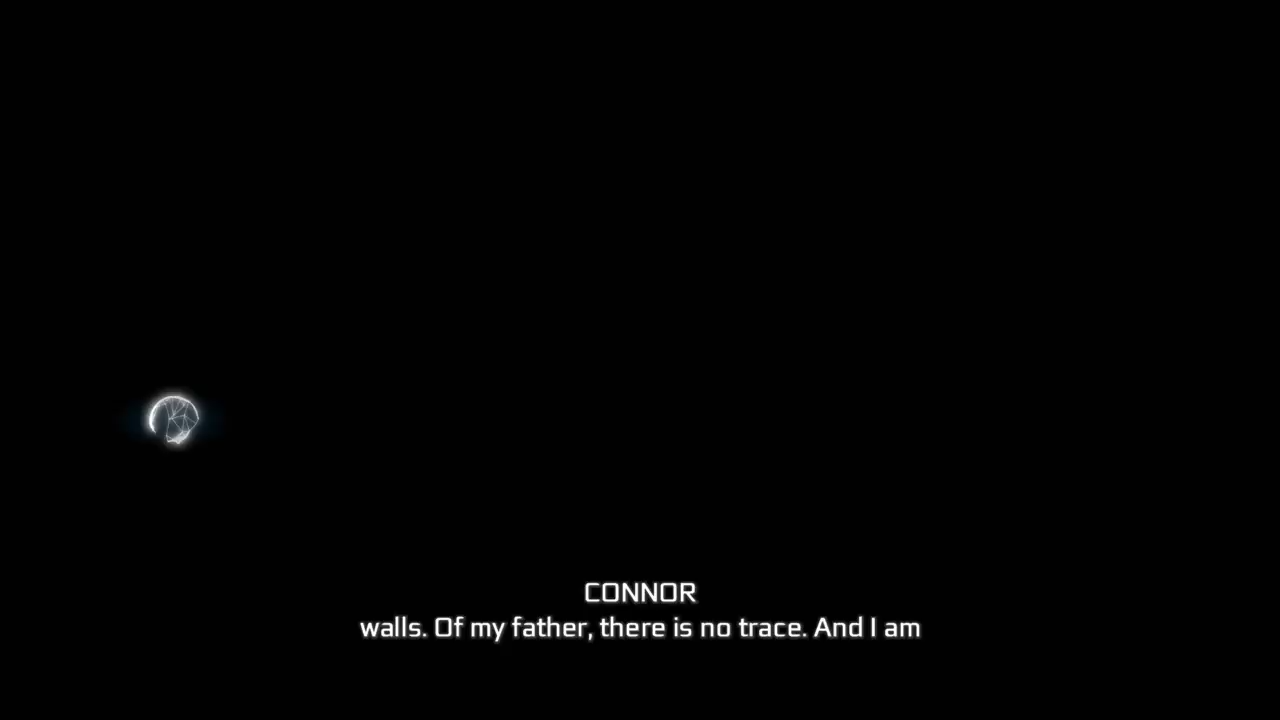 CONNOR
walls. Of my father, there is no trace. And I am